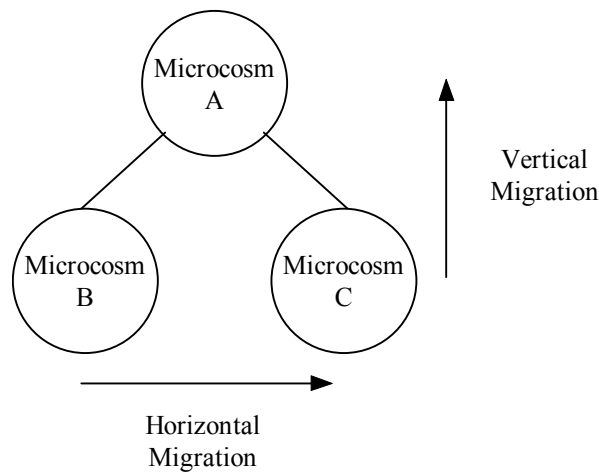 Microcosm
A
Vertical
Migration
Microcosm
B
Microcosm
C
Horizontal
Migration